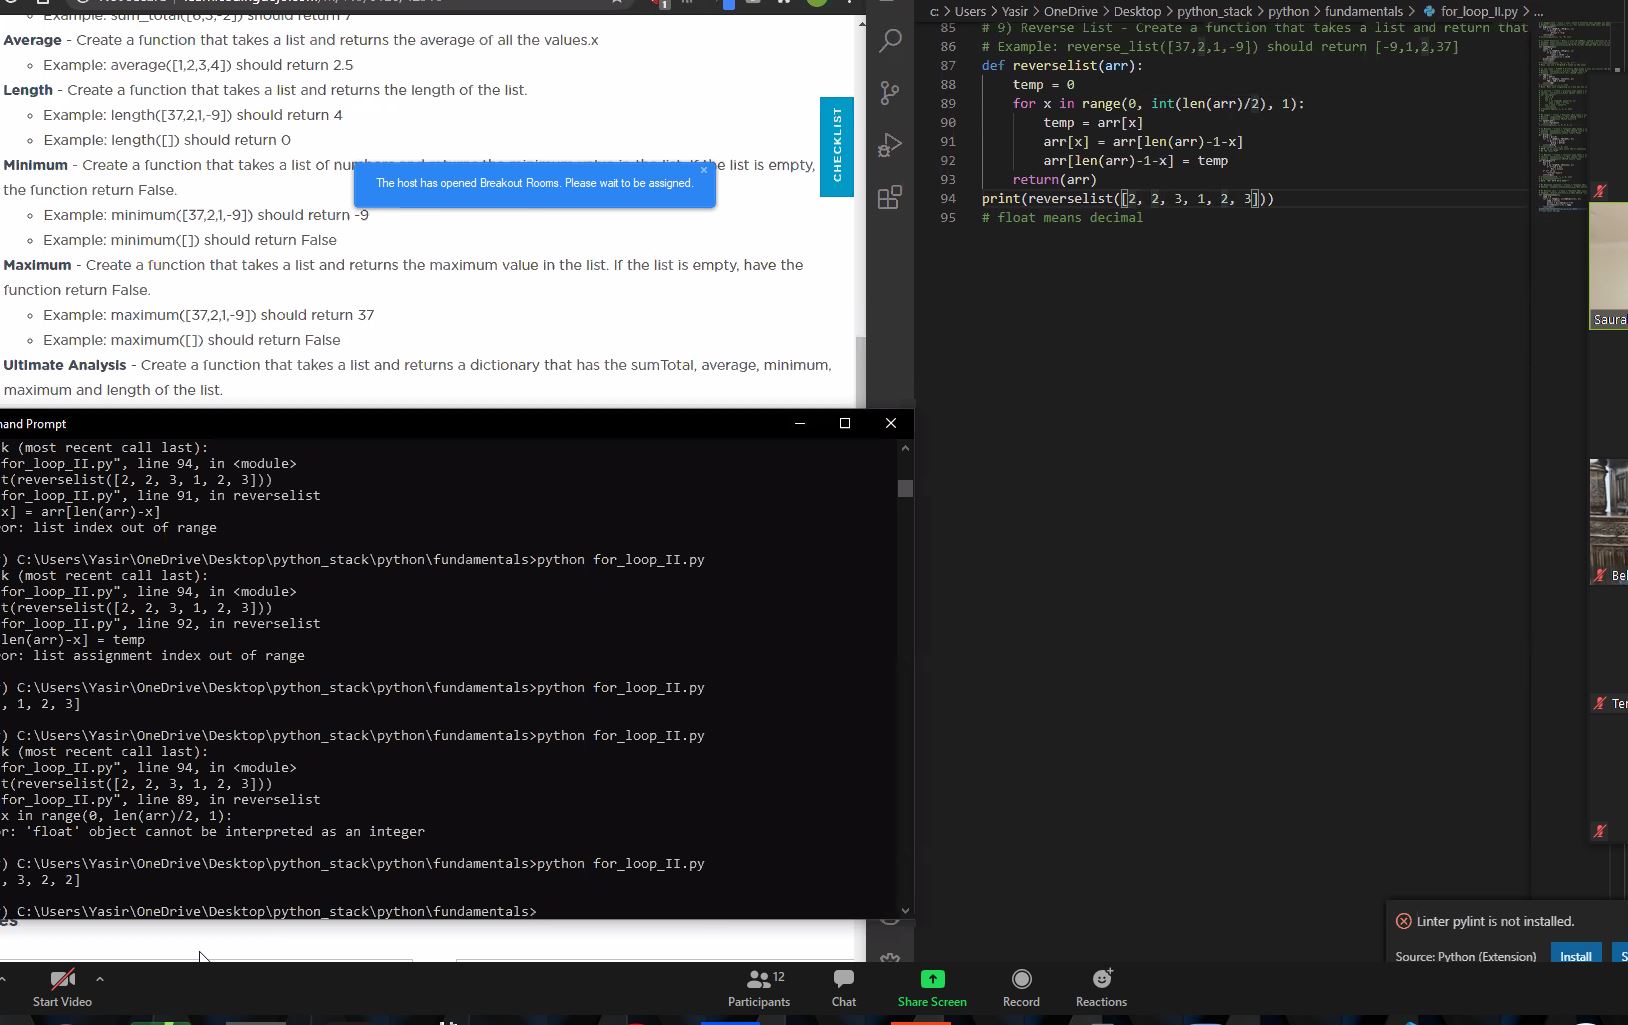 Example: sum_total([6,3,-2]) should return 7
Average - Create a function that takes a list and returns the average of all the values.x
Example: average([1,2,3,4]) should return 2.5
Length - Create a function that takes a list and returns the length of the list.
Example: length([37,2,1,-9]) should return 4
Example: length([]) should return 0
Minimum - Create a function that takes a list of
the list is empty,
the function return False.
Example: minimum([37,2,1,-9]) should return -9
Example: minimum([]) should return False
Maximum - Create a function that takes a list and returns the maximum value in the list. If the list is empty, have the
function return False.
Example: maximum([37,2,1,-9]) should return 37
Example: maximum([]) should return False
Ultimate Analysis - Create a function that takes a list and returns a dictionary that has the sumTotal, average, minimum,
maximum and length of the list.
CHECKLIST
The host has opened Breakout Rooms. Please wait to be assigned.
and Prompt
k (most recent call last):
for_loop_II.py", line 94, in <module>
t(reverselist([2, 2, 3, 1, 2, 3]))
for_loop_II.py", line 91, in reverselist
x] = arr[len(arr)-x]
or: list index out of range
) C:\Users\Yasir\OneDrive\Desktop\python_stack\python\fundamentals>python for_loop_II.py
k (most recent call last):
for_loop_II.py", line 94, in <module>
t(reverselist([2, 2, 3, 1, 2, 3]))
for_loop_II.py", line 92, in reverselist
len(arr)-x] = temp
or: list assignment index out of range
) C:\Users\Yasir\OneDrive\Desktop\python_stack\python\fundamentals>python for_loop_II.py
, 1, 2, 3]
) C:\Users\Yasir\OneDrive\Desktop\python_stack\python\fundamentals>python for_loop_II.py
k (most recent call last):
for_loop_II.py", line 94, in <module>
t(reverselist([2, 2, 3, 1, 2, 3]))
for_loop_II.py", line 89, in reverselist
x in range(0, len(arr)/2, 1):
r: 'float' object cannot be interpreted as an integer
) C:\Users\Yasir\OneDrive\Desktop\python_stack\python\fundamentals>python for_loop_II.py
, 3, 2, 2]
) C:\Users\Yasir\OneDrive\Desktop\python_stack\python\fundamentals>
es
c: > Users > Yasir > OneDrive > Desktop > python_stack > python > fundamentals > for_loop_II.py > ...
85 # 9) Reverse List - Create a function that takes a list and return that
86 # Example: reverse_list([37,2,1,-9]) should return [-9,1,2,37]
87 def reverselist(arr):
88 temp = 0
89 for x in range(0, int(len(arr)/2), 1):
90 temp = arr[x]
91 arr[x] = arr[len(arr)-1-x]
92 arr[len(arr)-1-x] = temp
93 return(arr)
94 print(reverselist([2, 2, 3, 1, 2, 3]))
95 # float means decimal
Saura
Bel
Ter
Linter pylint is not installed.
Source: Python (Extension)
Install
S
Start Video
Participants
12
Chat
Share Screen
Record
Reactions